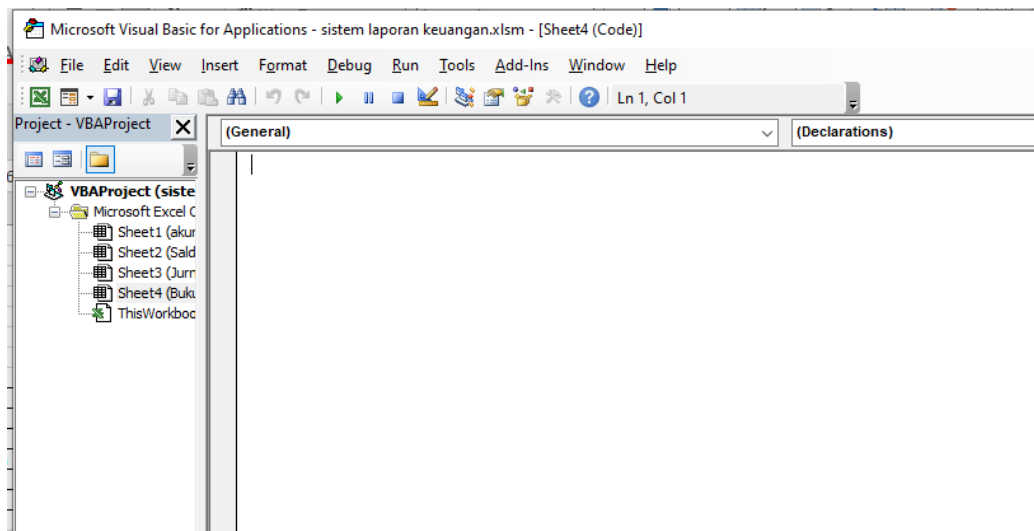 Microsoft Visual Basic for Applications - sistem laporan keuangan.xlsm - [Sheet4 (Code)]
File Edit View Insert Format Debug Run Tools Add-Ins Window Help
Ln 1, Col 1
Project - VBAProject
(General) (Declarations)
VBAProject (siste
Microsoft Excel O
Sheet1 (akun
Sheet2 (Sald
Sheet3 (Jurn
Sheet4 (Buku
ThisWorkboo